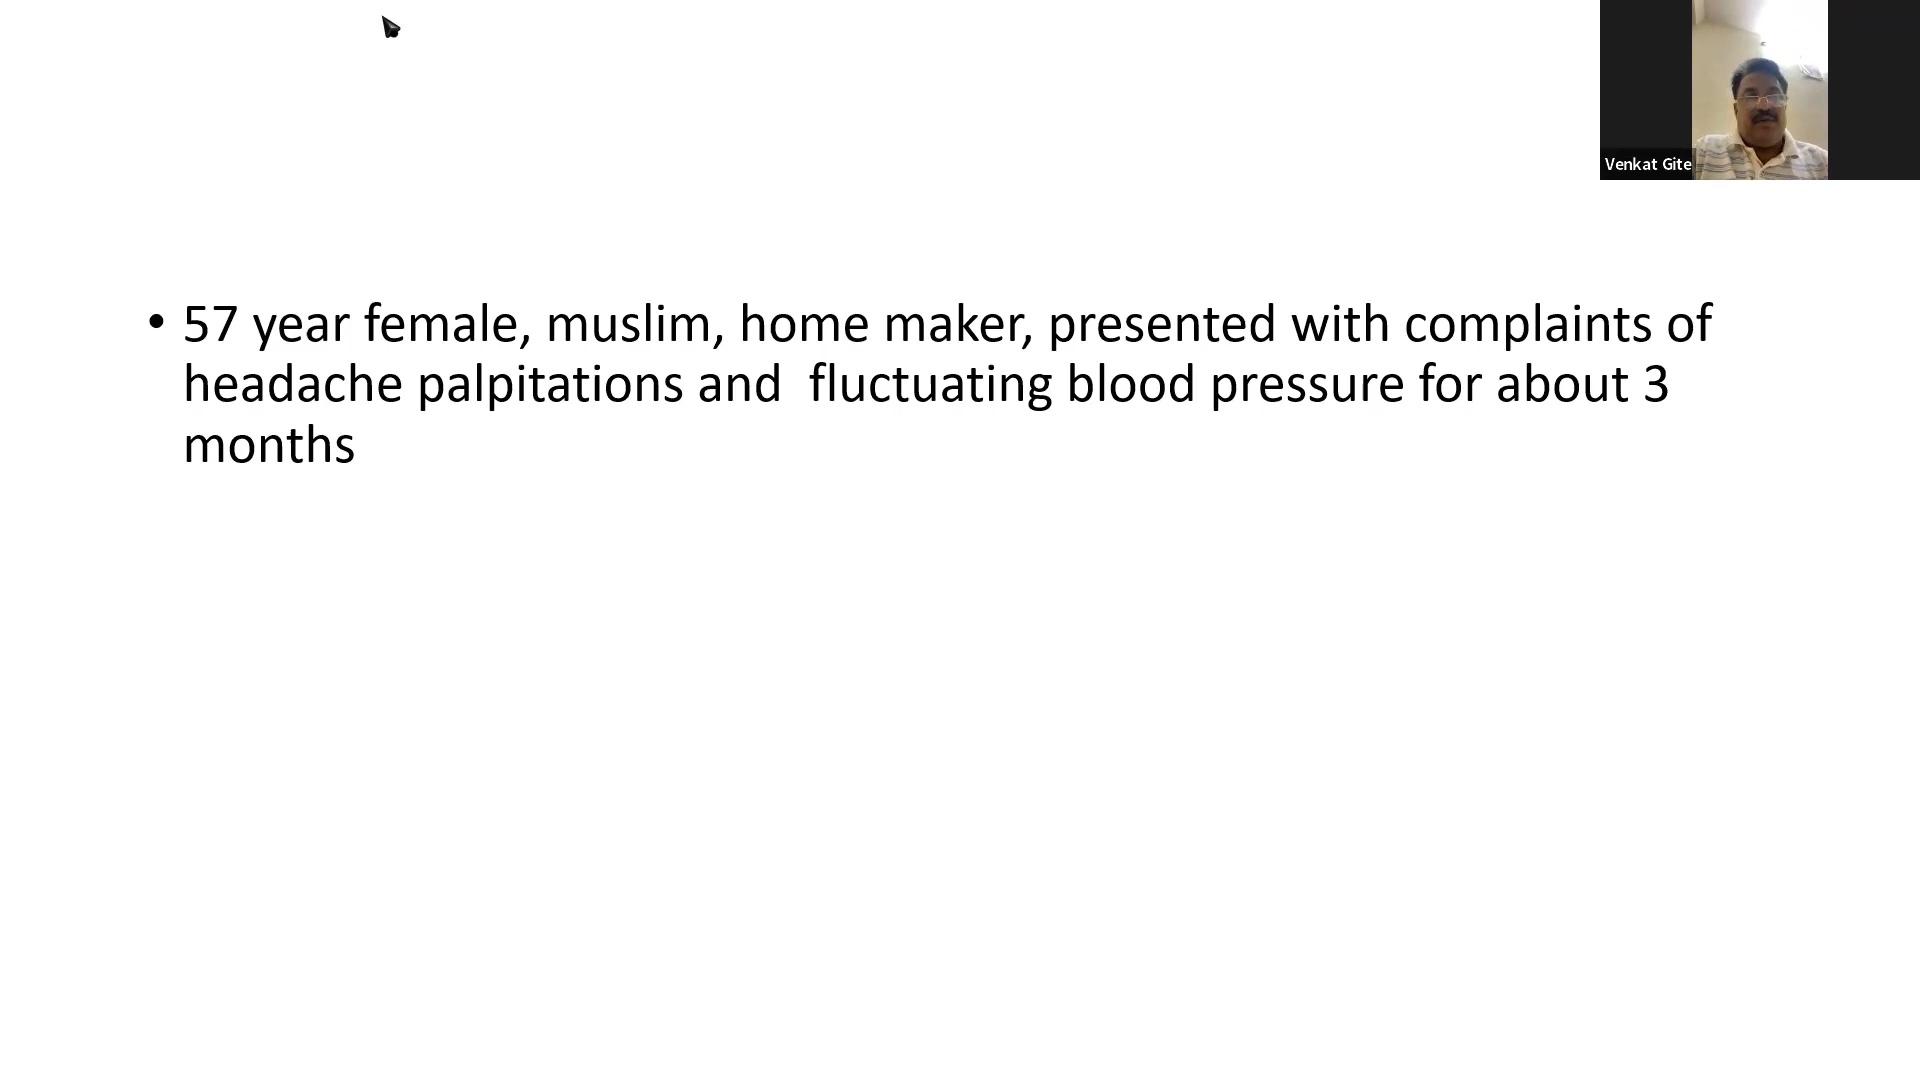 Venkat Gite
• 57 year female, muslim, home maker, presented with complaints of
headache palpitations and  fluctuating blood pressure for about 3
months